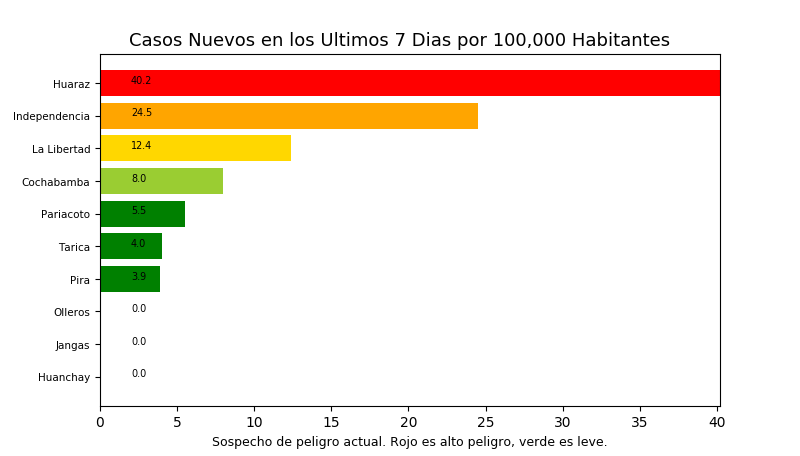 Casos Nuevos en los Ultimos 7 Dias por 100,000 Habitantes
Huaraz 40.2
Independencia 24.5
La Libertad 12.4
Cochabamba 8.0
Pariacoto 5.5
Tarica 4.0
Pira 3.9
Olleros 0.0
Jangas 0.0
Huanchay 0.0
0 5 10 15 20 25 30 35 40
Sospecho de peligro actual. Rojo es alto peligro, verde es leve.